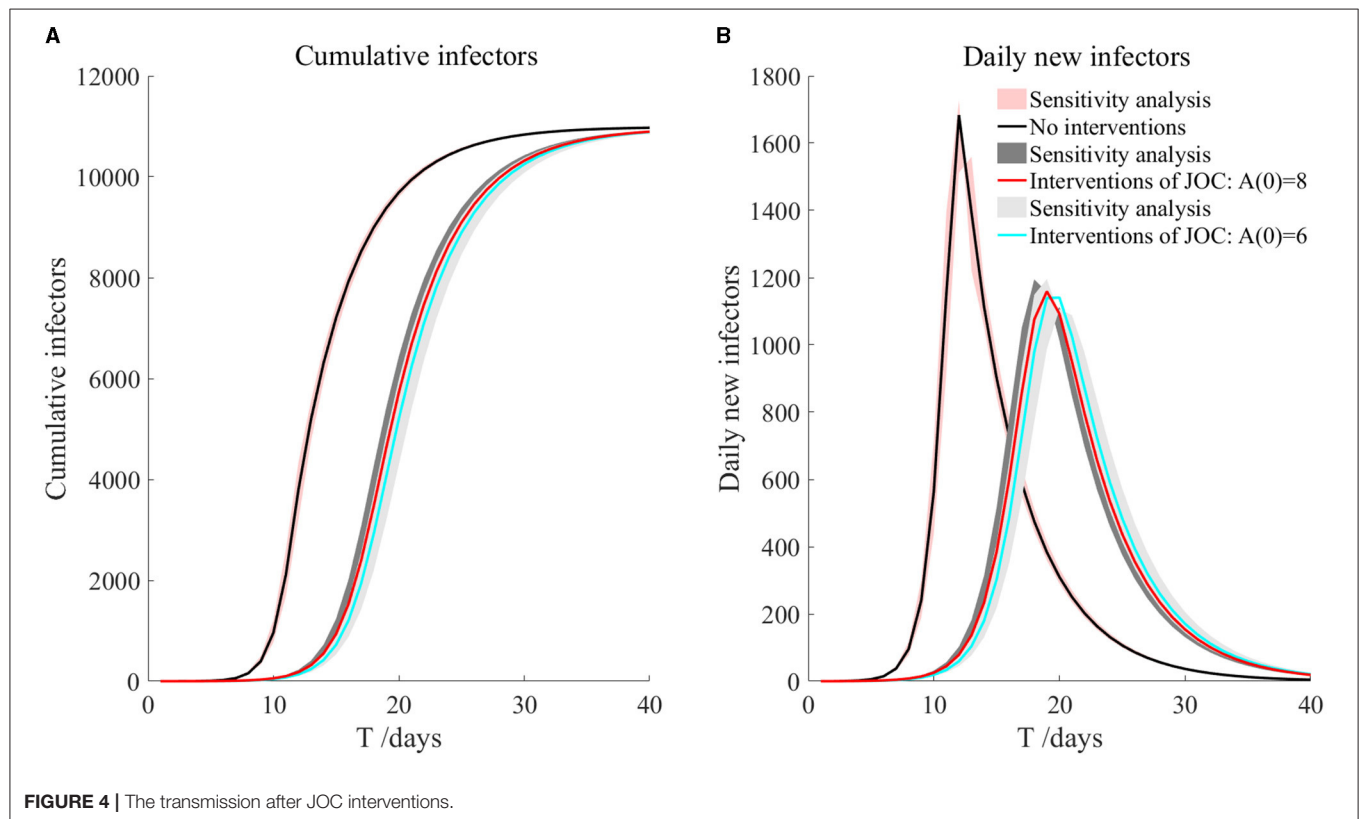 A
Cumulative infectors
12000
10000
8000
6000
4000
2000
0
Cumulative infectors
0 10 20 30 40
T /days
B
Daily new infectors
1800
1600
1400
1200
1000
800
600
400
200
0
Daily new infectors
Sensitivity analysis
No interventions
Sensitivity analysis
Interventions of JOC: A(0)=8
Sensitivity analysis
Interventions of JOC: A(0)=6
0 10 20 30 40
T /days
FIGURE 4 | The transmission after JOC interventions.